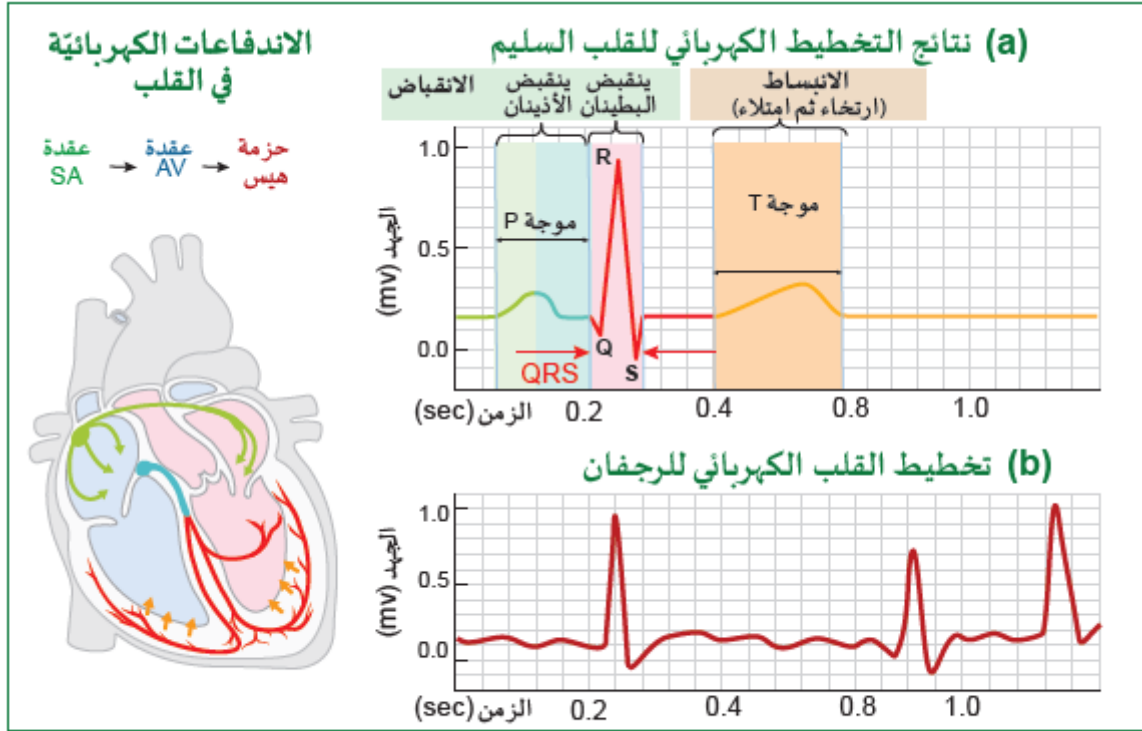 الاندفاعات الكهربائيّة
في القلب
عقدة SA → عقدة AV → حزمة هيس
(a) نتائج التخطيط الكهربائي للقلب السليم
الانقباض
ينقبض الأذينان
ينقبض البطينان
الانبساط
(ارتخاء ثم امتلاء)
الجهد (mv)
1.0
0.5
0.0
موجة P
R
Q
S
QRS
موجة T
الزمن (sec)
0.2
0.4
0.8
1.0
(b) تخطيط القلب الكهربائي للرجفان
الجهد (mv)
1.0
0.5
0.0
الزمن (sec)
0.2
0.4
0.8
1.0